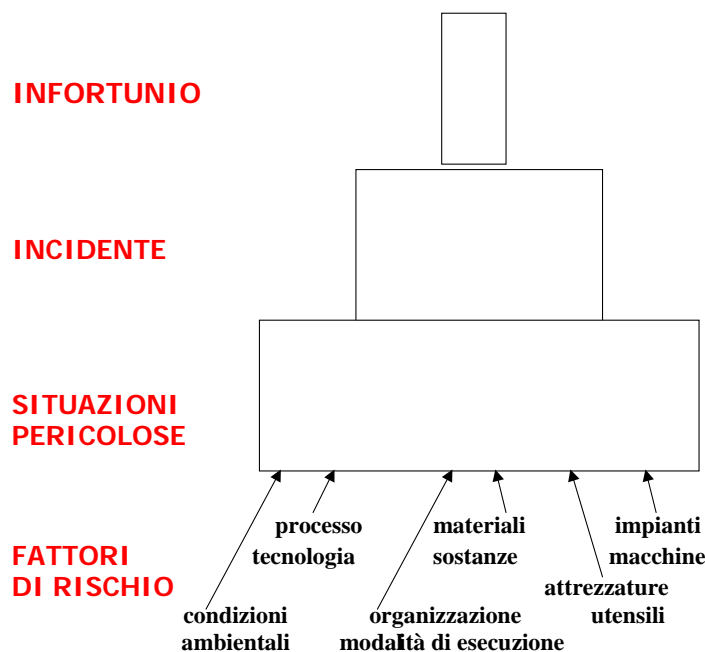 INFORTUNIO
INCIDENTE
SITUAZIONI
PERICOLOSE
FATTORI
DI RISCHIO
processo
tecnologia
materiali
sostanze
impianti
macchine
condizioni
ambientali
organizzazione
modalità di esecuzione
attrezzature
utensili